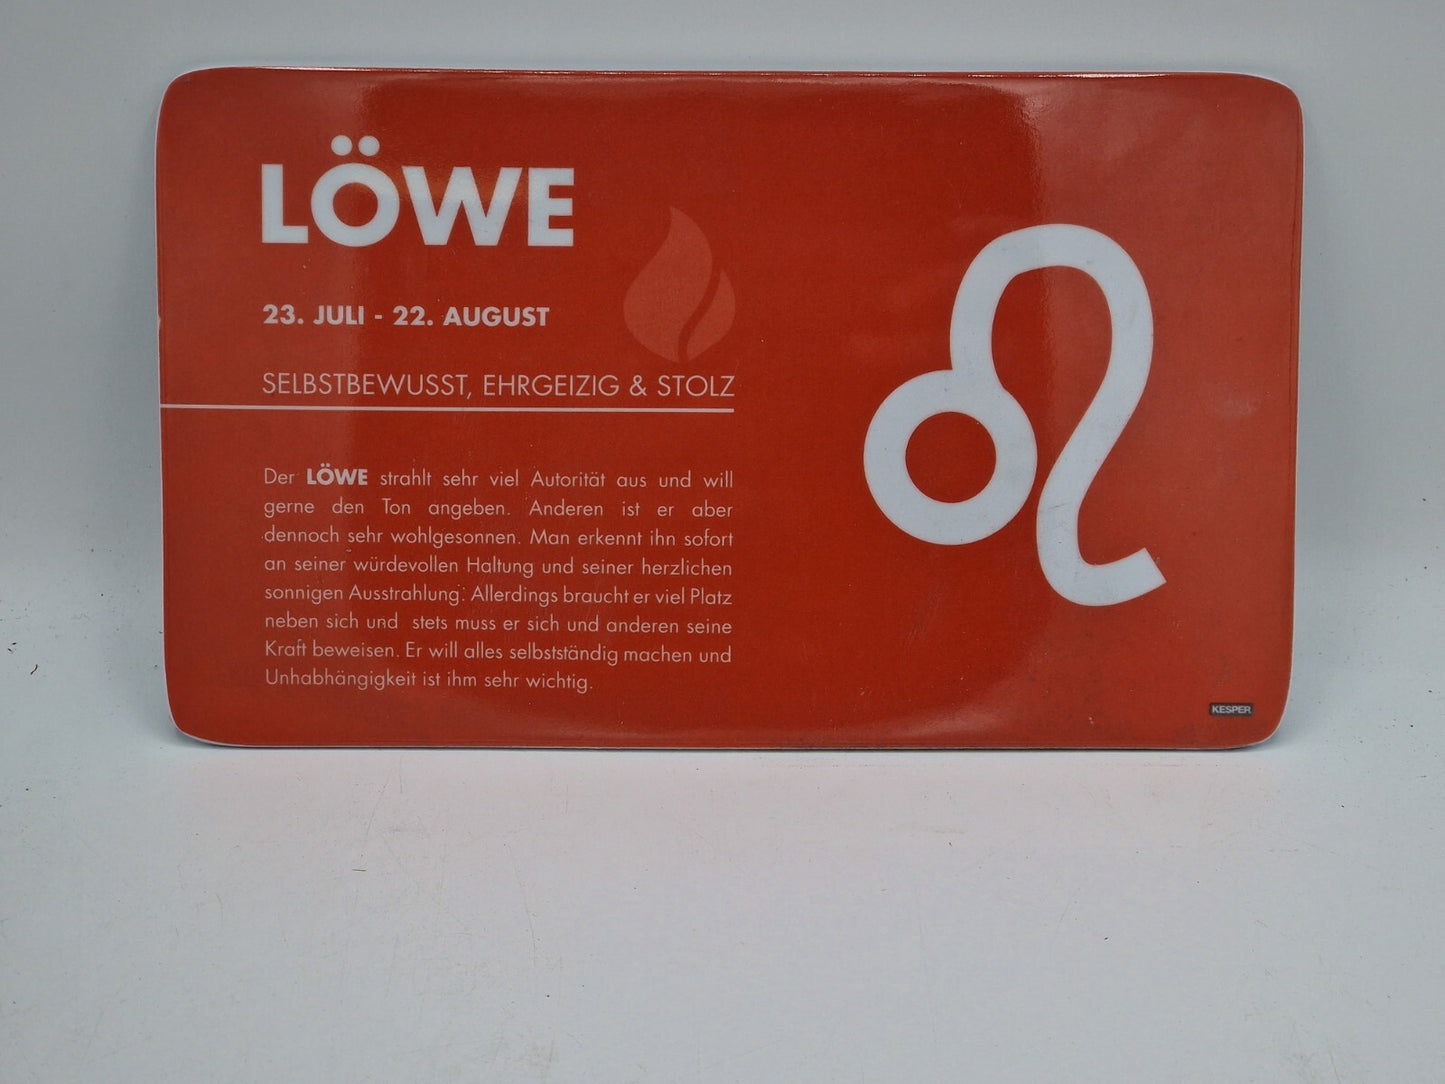 LÖWE
23. JULI - 22. AUGUST
SELBSTBEWUSST, EHRGEIZIG & STOLZ
Der LÖWE strahlt sehr viel Autorität aus und will
gerne den Ton angeben. Anderen ist er aber
dennoch sehr wohlgesonnen. Man erkennt ihn sofort
an seiner würdevollen Haltung und seiner herzlichen
sonnigen Ausstrahlung. Allerdings braucht er viel Platz
neben sich und stets muss er sich und anderen seine
Kraft beweisen. Er will alles selbstständig machen und
Unhabhängigkeit ist ihm sehr wichtig.
KESPER